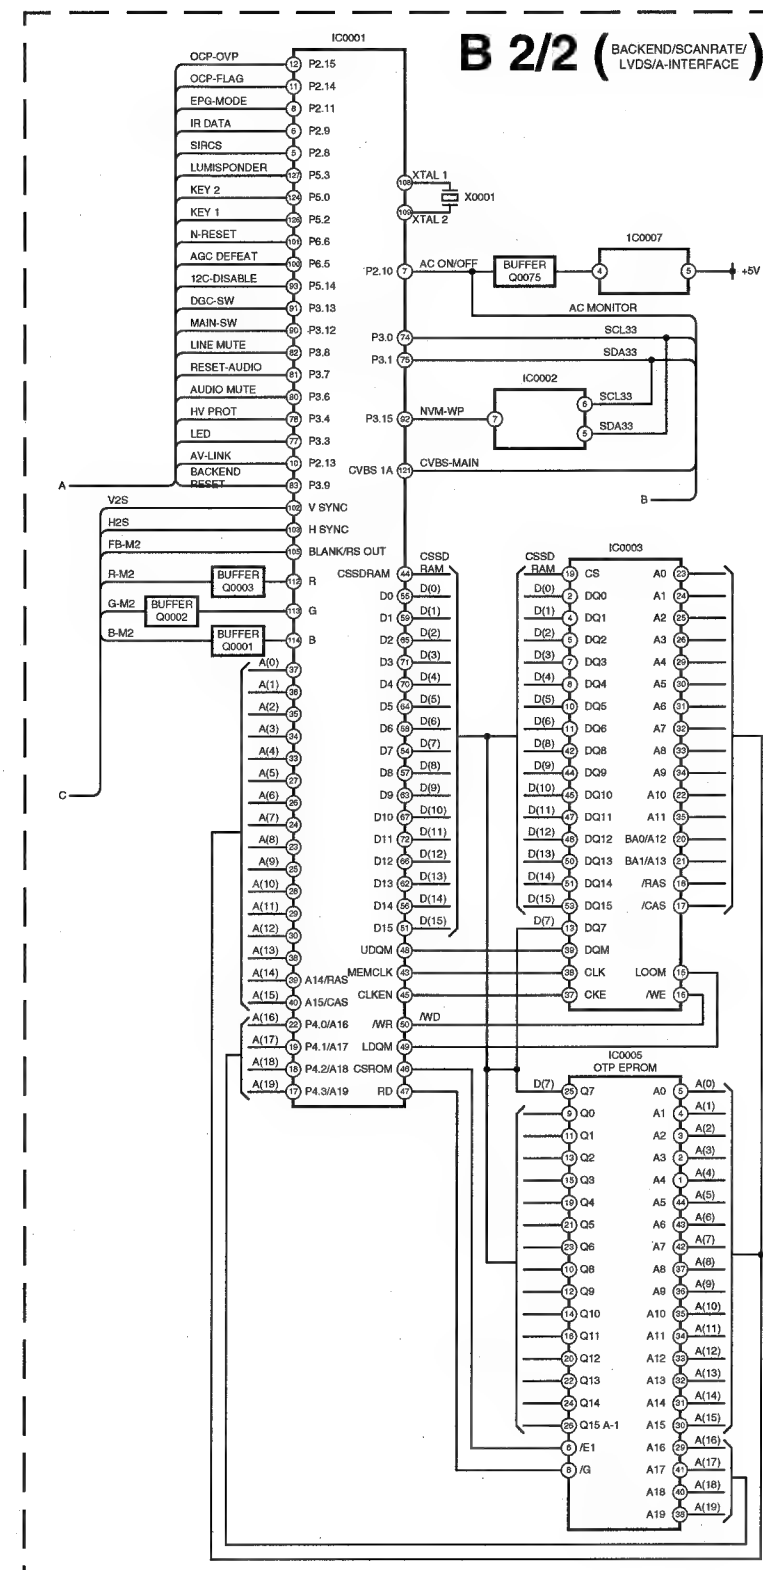 IC0001
B 2/2 ( BACKEND/SCANRATE/
LVDS/A-INTERFACE )
OCP-OVP 12 P2.15
OCP-FLAG 11 P2.14
EPG-MODE 8 P2.11
IR DATA 6 P2.9
SIRCS 5 P2.8
LUMISPONDER 127 P5.3
KEY 2 124 P5.0
KEY 1 126 P5.2
N-RESET 101 P6.6
AGC DEFEAT 100 P6.5
12C-DISABLE 93 P5.14
DGC-SW 91 P3.13
MAIN-SW 90 P3.12
LINE MUTE 82 P3.8
RESET-AUDIO 81 P3.7
AUDIO MUTE 80 P3.6
HV PROT 78 P3.4
LED 77 P3.3
AV-LINK 10 P2.13
BACKEND
RESET 83 P3.9
A
V2S 102 V SYNC
H2S 103 H SYNC
FB-M2 105 BLANK/RS OUT
R-M2 BUFFER
Q0003 112 R
G-M2 BUFFER
Q0002 113 G
B-M2 BUFFER
Q0001 114 B
C
A(0) 37
A(1) 36
A(2) 35
A(3) 34
A(4) 33
A(5) 27
A(6) 26
A(7) 24
A(8) 23
A(9) 25
A(10) 28
A(11) 29
A(12) 30
A(13) 38
A(14) 39 A14/RAS
A(15) 40 A15/CAS
A(16) 22 P4.0/A16
A(17) 19 P4.1/A17
A(18) 18 P4.2/A18
A(19) 17 P4.3/A19
108 XTAL 1
X0001
109 XTAL 2
P2.10 7 AC ON/OFF
BUFFER
Q0075
1C0007
4 5 +5V
AC MONITOR
P3.0 74 SCL33
P3.1 75 SDA33
IC0002
P3.15 92 NVM-WP 7
6 SCL33
5 SDA33
CVBS 1A 121 CVBS-MAIN
B
CSSDRAM 44 CSSD
RAM
D0 55 D(0)
D1 59 D(1)
D2 65 D(2)
D3 71 D(3)
D4 70 D(4)
D5 64 D(5)
D6 58 D(6)
D7 54 D(7)
D8 57 D(8)
D9 63 D(9)
D10 67 D(10)
D11 72 D(11)
D12 66 D(12)
D13 62 D(13)
D14 56 D(14)
D15 51 D(15)
UDQM 48
MEMCLK 43
CLKEN 45
/WR 50 /WD
LDQM 49
CSROM 46
RD 47
IC0003
CSSD
RAM 19 CS A0 23
D(0) 2 DQ0 A1 24
D(1) 4 DQ1 A2 25
D(2) 5 DQ2 A3 26
D(3) 7 DQ3 A4 29
D(4) 8 DQ4 A5 30
D(5) 10 DQ5 A6 31
D(6) 11 DQ6 A7 32
D(8) 42 DQ8 A8 33
D(9) 44 DQ9 A9 34
D(10) 45 DQ10 A10 22
D(11) 47 DQ11 A11 35
D(12) 48 DQ12 BA0/A12 20
D(13) 50 DQ13 BA1/A13 21
D(14) 51 DQ14 /RAS 18
D(15) 53 DQ15 /CAS 17
D(7) 13 DQ7
39 DQM
38 CLK LOOM 15
37 CKE /WE 16
IC0005
OTP EPROM
D(7) 25 Q7 A0 5 A(0)
9 Q0 A1 4 A(1)
11 Q1 A2 3 A(2)
13 Q2 A3 2 A(3)
15 Q3 A4 1 A(4)
19 Q4 A5 44 A(5)
21 Q5 A6 43 A(6)
23 Q6 A7 42 A(7)
10 Q8 A8 37 A(8)
12 Q9 A9 36 A(9)
14 Q10 A10 35 A(10)
16 Q11 A11 34 A(11)
20 Q12 A12 33 A(12)
22 Q13 A13 32 A(13)
24 Q14 A14 31 A(14)
26 Q15 A-1 A15 30 A(15)
6 /E1 A16 29 A(16)
8 /G A17 41 A(17)
A18 40 A(18)
A19 38 A(19)